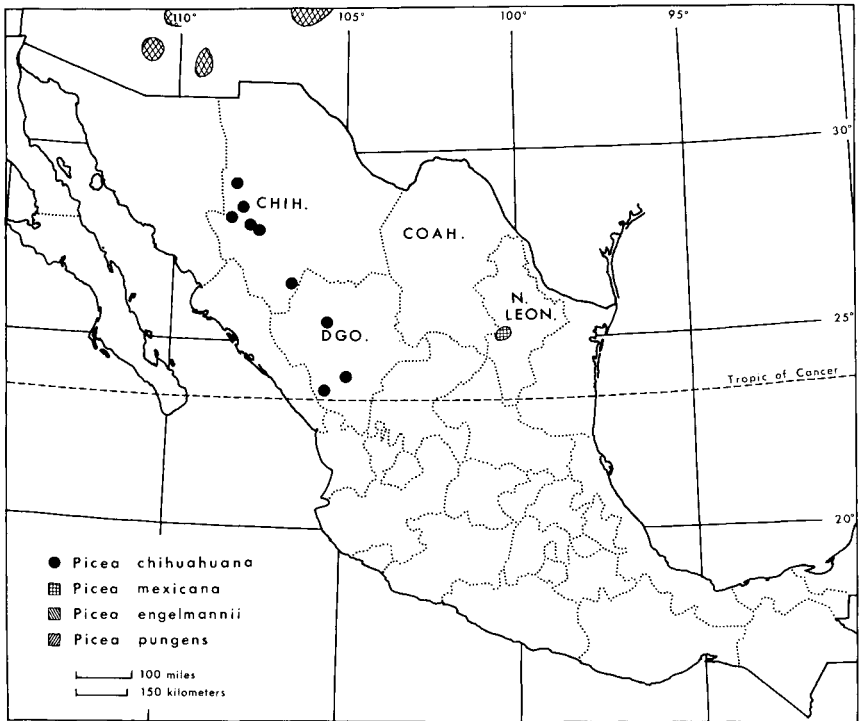 110° 105° 100° 95°
30°
CHIH.
COAH.
N.
LEON.
DGO.
25°
Tropic of Cancer
20°
Picea chihuahuana
Picea mexicana
Picea engelmannii
Picea pungens
100 miles
150 kilometers